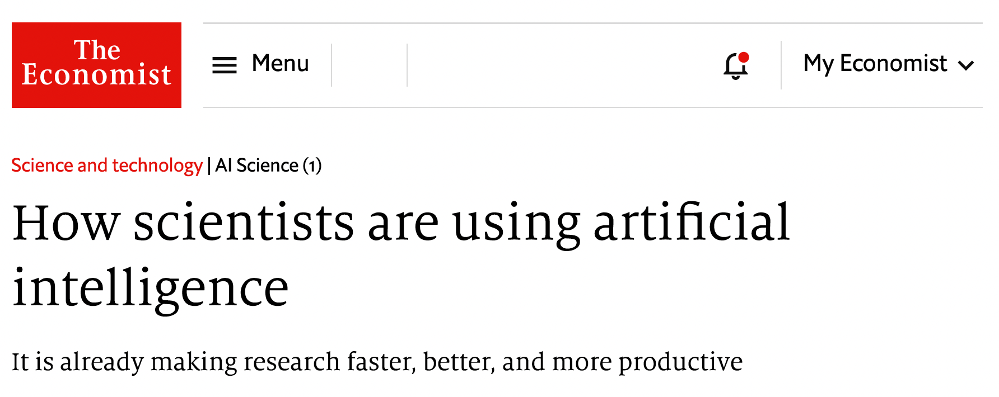 The
Economist
Menu
My Economist
Science and technology | AI Science (1)
How scientists are using artificial
intelligence
It is already making research faster, better, and more productive